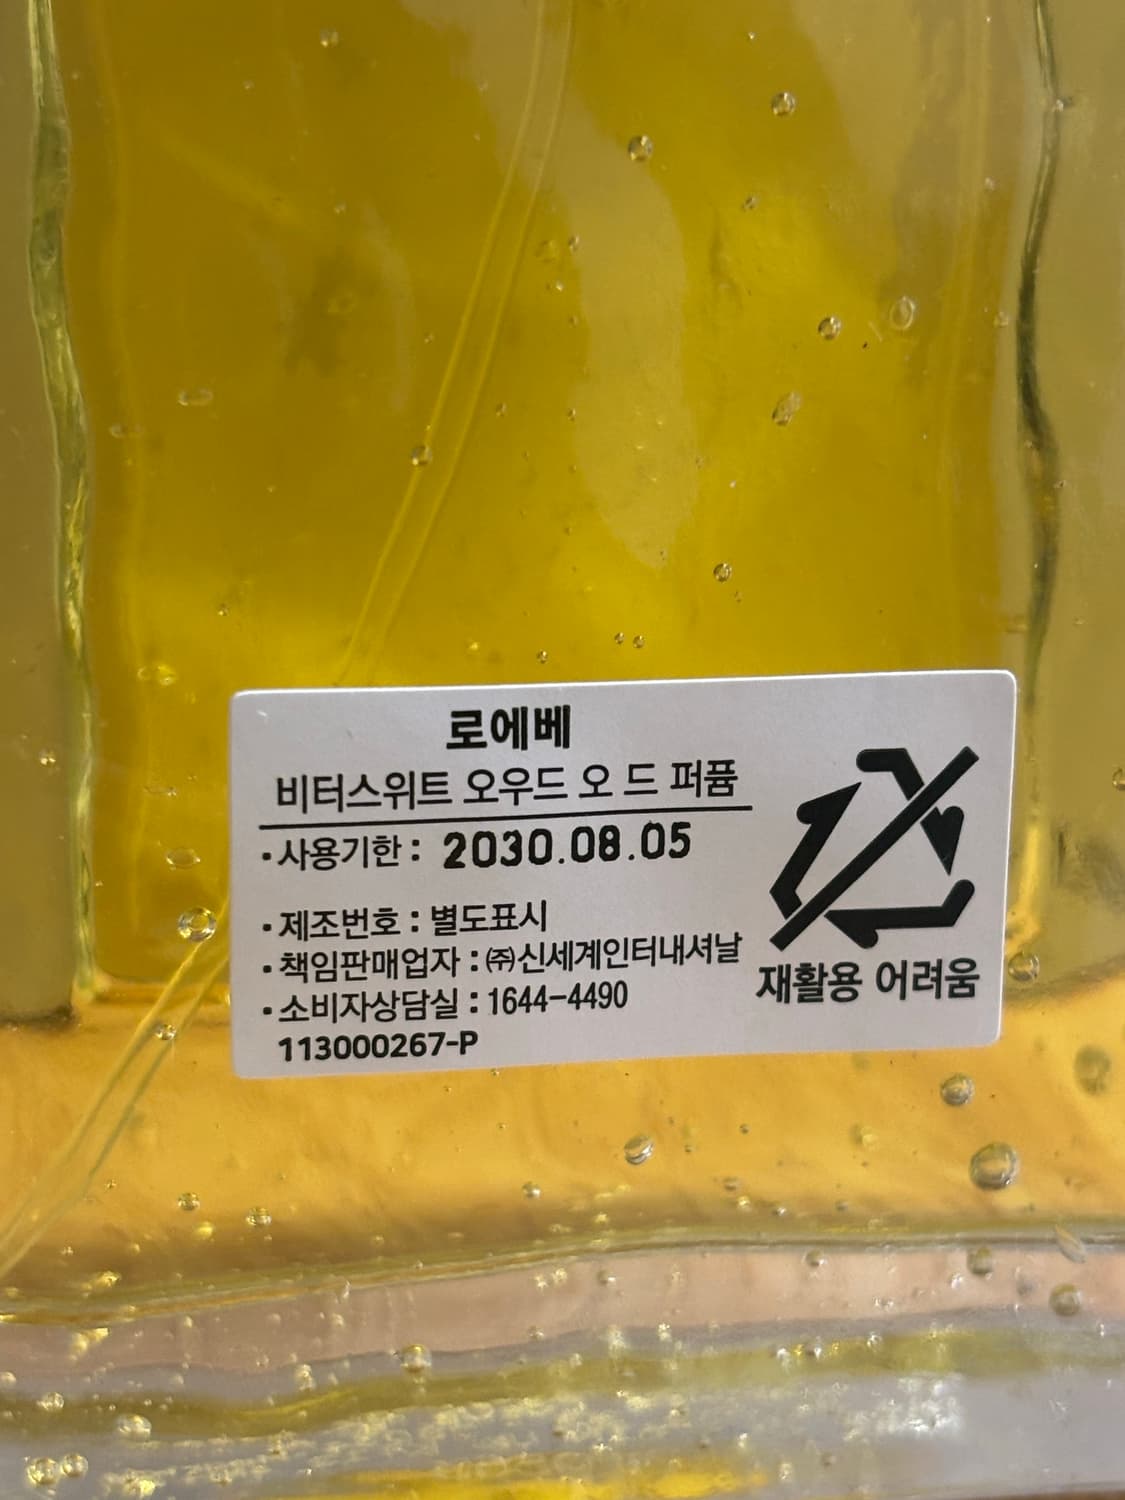 로에베
비터스위트 오우드 오 드 퍼퓸
·사용기한 : 2030.08.05
·제조번호 : 별도표시
·책임판매업자 : ㈜신세계인터내셔날
·소비자상담실 : 1644-4490
113000267-P
재활용 어려움